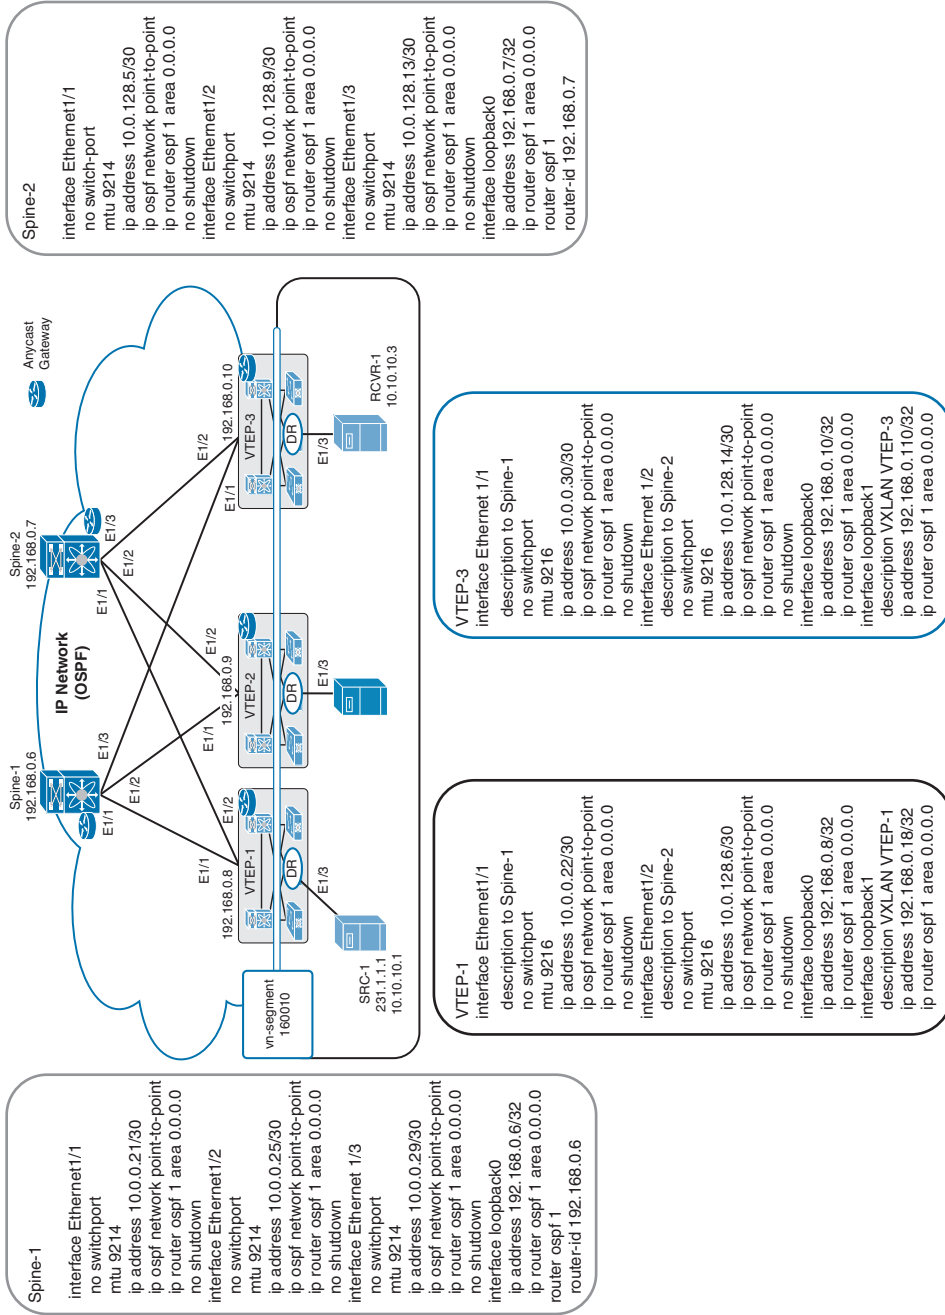 Spine-1
interface Ethernet1/1
no switchport
mtu 9214
ip address 10.0.0.21/30
ip ospf network point-to-point
ip router ospf 1 area 0.0.0.0
no shutdown
interface Ethernet1/2
no switchport
mtu 9214
ip address 10.0.0.25/30
ip ospf network point-to-point
ip router ospf 1 area 0.0.0.0
no shutdown
interface Ethernet 1/3
no switchport
mtu 9214
ip address 10.0.0.29/30
ip ospf network point-to-point
ip router ospf 1 area 0.0.0.0
no shutdown
interface loopback0
ip address 192.168.0.6/32
ip router ospf 1 area 0.0.0.0
router ospf 1
router-id 192.168.0.6
Spine-1
192.168.0.6
E1/1
E1/2
E1/3
IP Network
(OSPF)
Spine-2
192.168.0.7
E1/1
E1/2
E1/3
Anycast
Gateway
vn-segment
160010
192.168.0.8
E1/1
E1/2
VTEP-1
DR
E1/3
SRC-1
231.1.1.1
10.10.10.1
E1/1
192.168.0.9
E1/2
VTEP-2
DR
E1/3
E1/1
192.168.0.10
E1/2
VTEP-3
DR
E1/3
RCVR-1
10.10.10.3
Spine-2
interface Ethernet1/1
no switch-port
mtu 9214
ip address 10.0.128.5/30
ip ospf network point-to-point
ip router ospf 1 area 0.0.0.0
no shutdown
interface Ethernet1/2
no switchport
mtu 9214
ip address 10.0.128.9/30
ip ospf network point-to-point
ip router ospf 1 area 0.0.0.0
no shutdown
interface Ethernet1/3
no switchport
mtu 9214
ip address 10.0.128.13/30
ip ospf network point-to-point
ip router ospf 1 area 0.0.0.0
no shutdown
interface loopback0
ip address 192.168.0.7/32
ip router ospf 1 area 0.0.0.0
router ospf 1
router-id 192.168.0.7
VTEP-1
interface Ethernet1/1
description to Spine-1
no switchport
mtu 9216
ip address 10.0.0.22/30
ip ospf network point-to-point
ip router ospf 1 area 0.0.0.0
no shutdown
interface Ethernet1/2
description to Spine-2
no switchport
mtu 9216
ip address 10.0.128.6/30
ip ospf network point-to-point
ip router ospf 1 area 0.0.0.0
no shutdown
interface loopback0
ip address 192.168.0.8/32
ip router ospf 1 area 0.0.0.0
interface loopback1
description VXLAN VTEP-1
ip address 192.168.0.18/32
ip router ospf 1 area 0.0.0.0
VTEP-3
interface Ethernet 1/1
description to Spine-1
no switchport
mtu 9216
ip address 10.0.0.30/30
ip ospf network point-to-point
ip router ospf 1 area 0.0.0.0
no shutdown
interface Ethernet 1/2
description to Spine-2
no switchport
mtu 9216
ip address 10.0.128.14/30
ip ospf network point-to-point
ip router ospf 1 area 0.0.0.0
no shutdown
interface loopback0
ip address 192.168.0.10/32
ip router ospf 1 area 0.0.0.0
interface loopback1
description VXLAN VTEP-3
ip address 192.168.0.110/32
ip router ospf 1 area 0.0.0.0